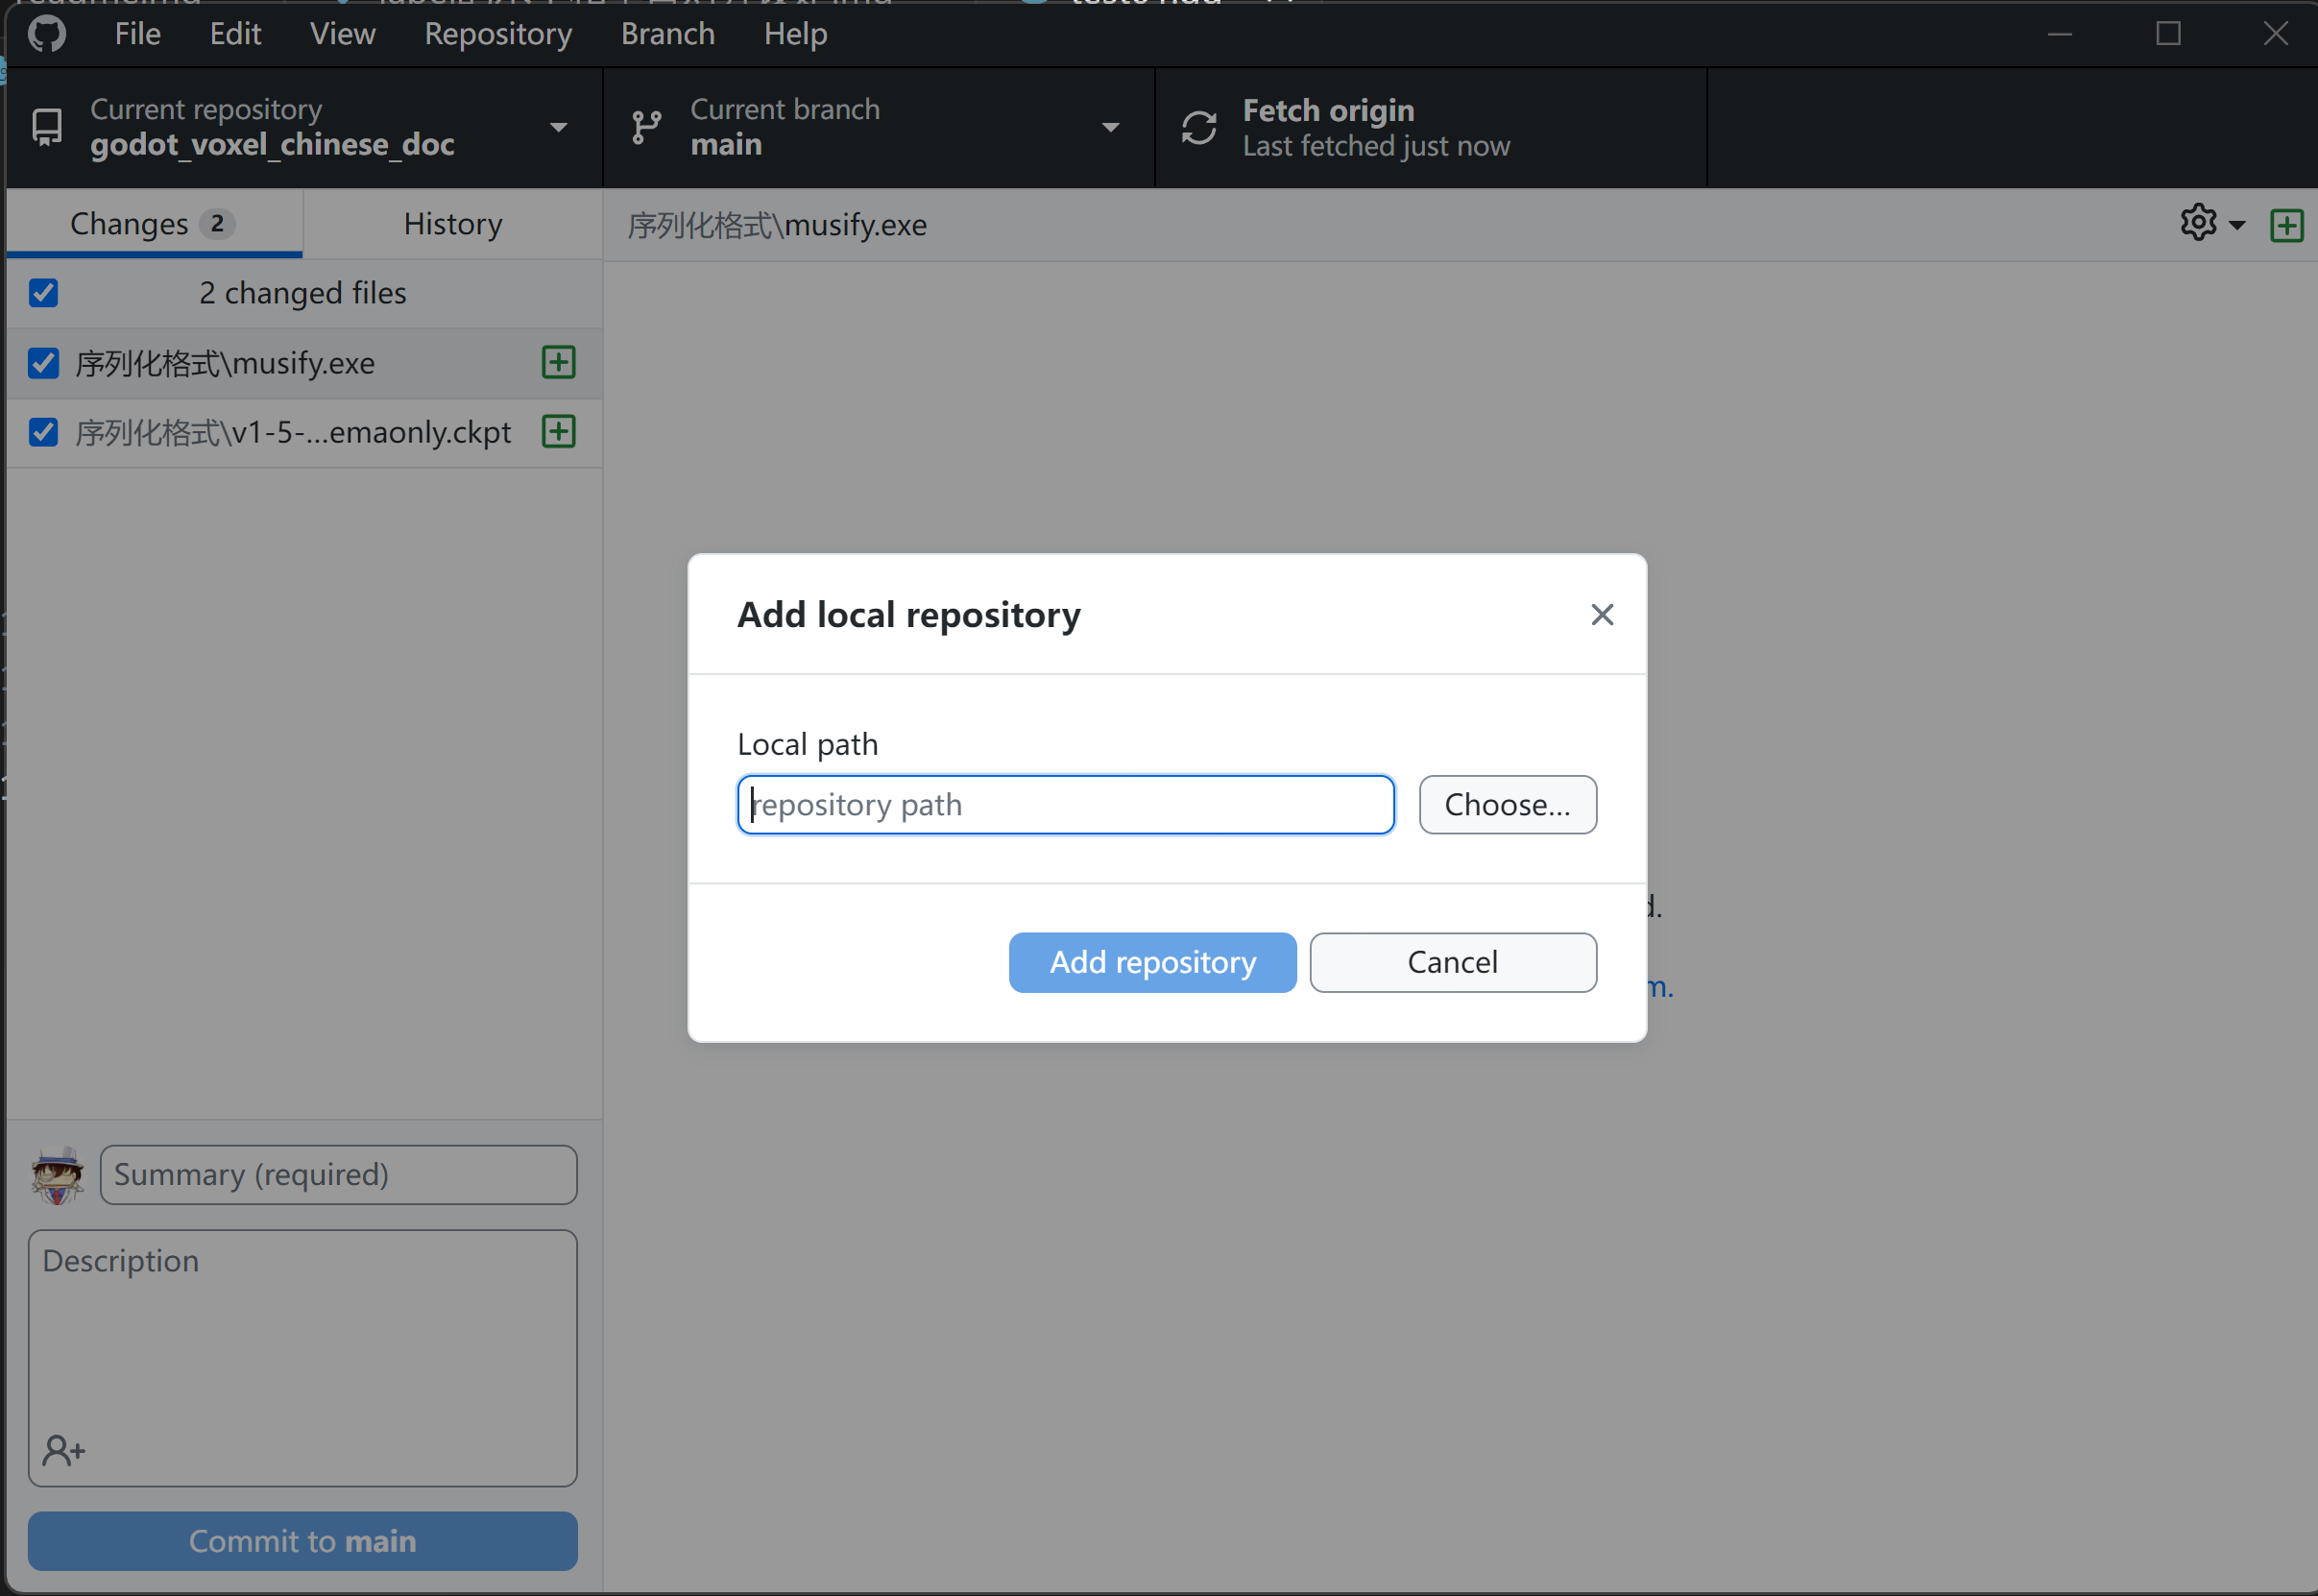 File Edit View Repository Branch Help
Current repository
godot_voxel_chinese_doc
Current branch
main
Fetch origin
Last fetched just now
Changes 2
History
序列化格式\musify.exe
2 changed files
序列化格式\musify.exe
序列化格式\v1-5-...emaonly.ckpt
Add local repository
Local path
repository path
Choose...
Add repository
Cancel
Summary (required)
Description
Commit to main